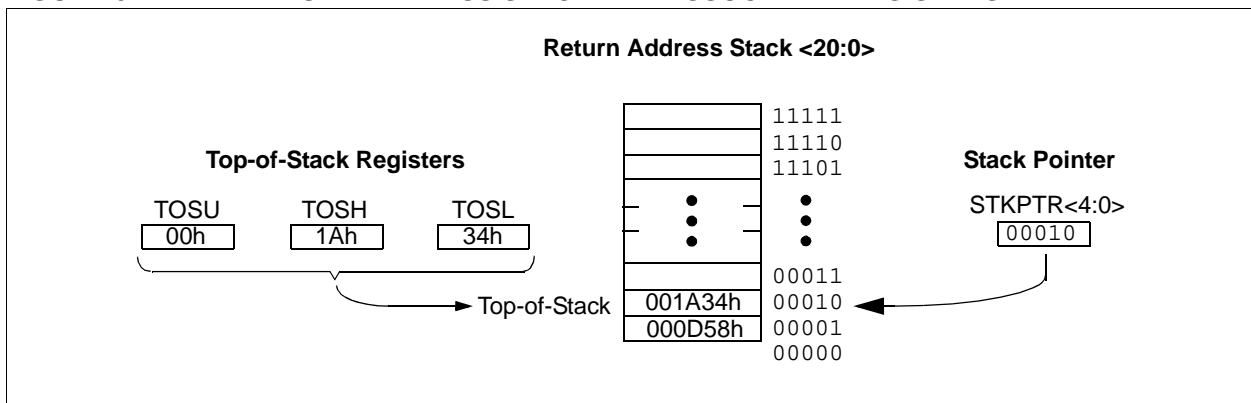 Return Address Stack <20:0>
11111
11110
11101
Top-of-Stack Registers
Stack Pointer
TOSU TOSH TOSL
00h 1Ah 34h
STKPTR<4:0>
00010
00011
Top-of-Stack 001A34h 00010
000D58h 00001
00000